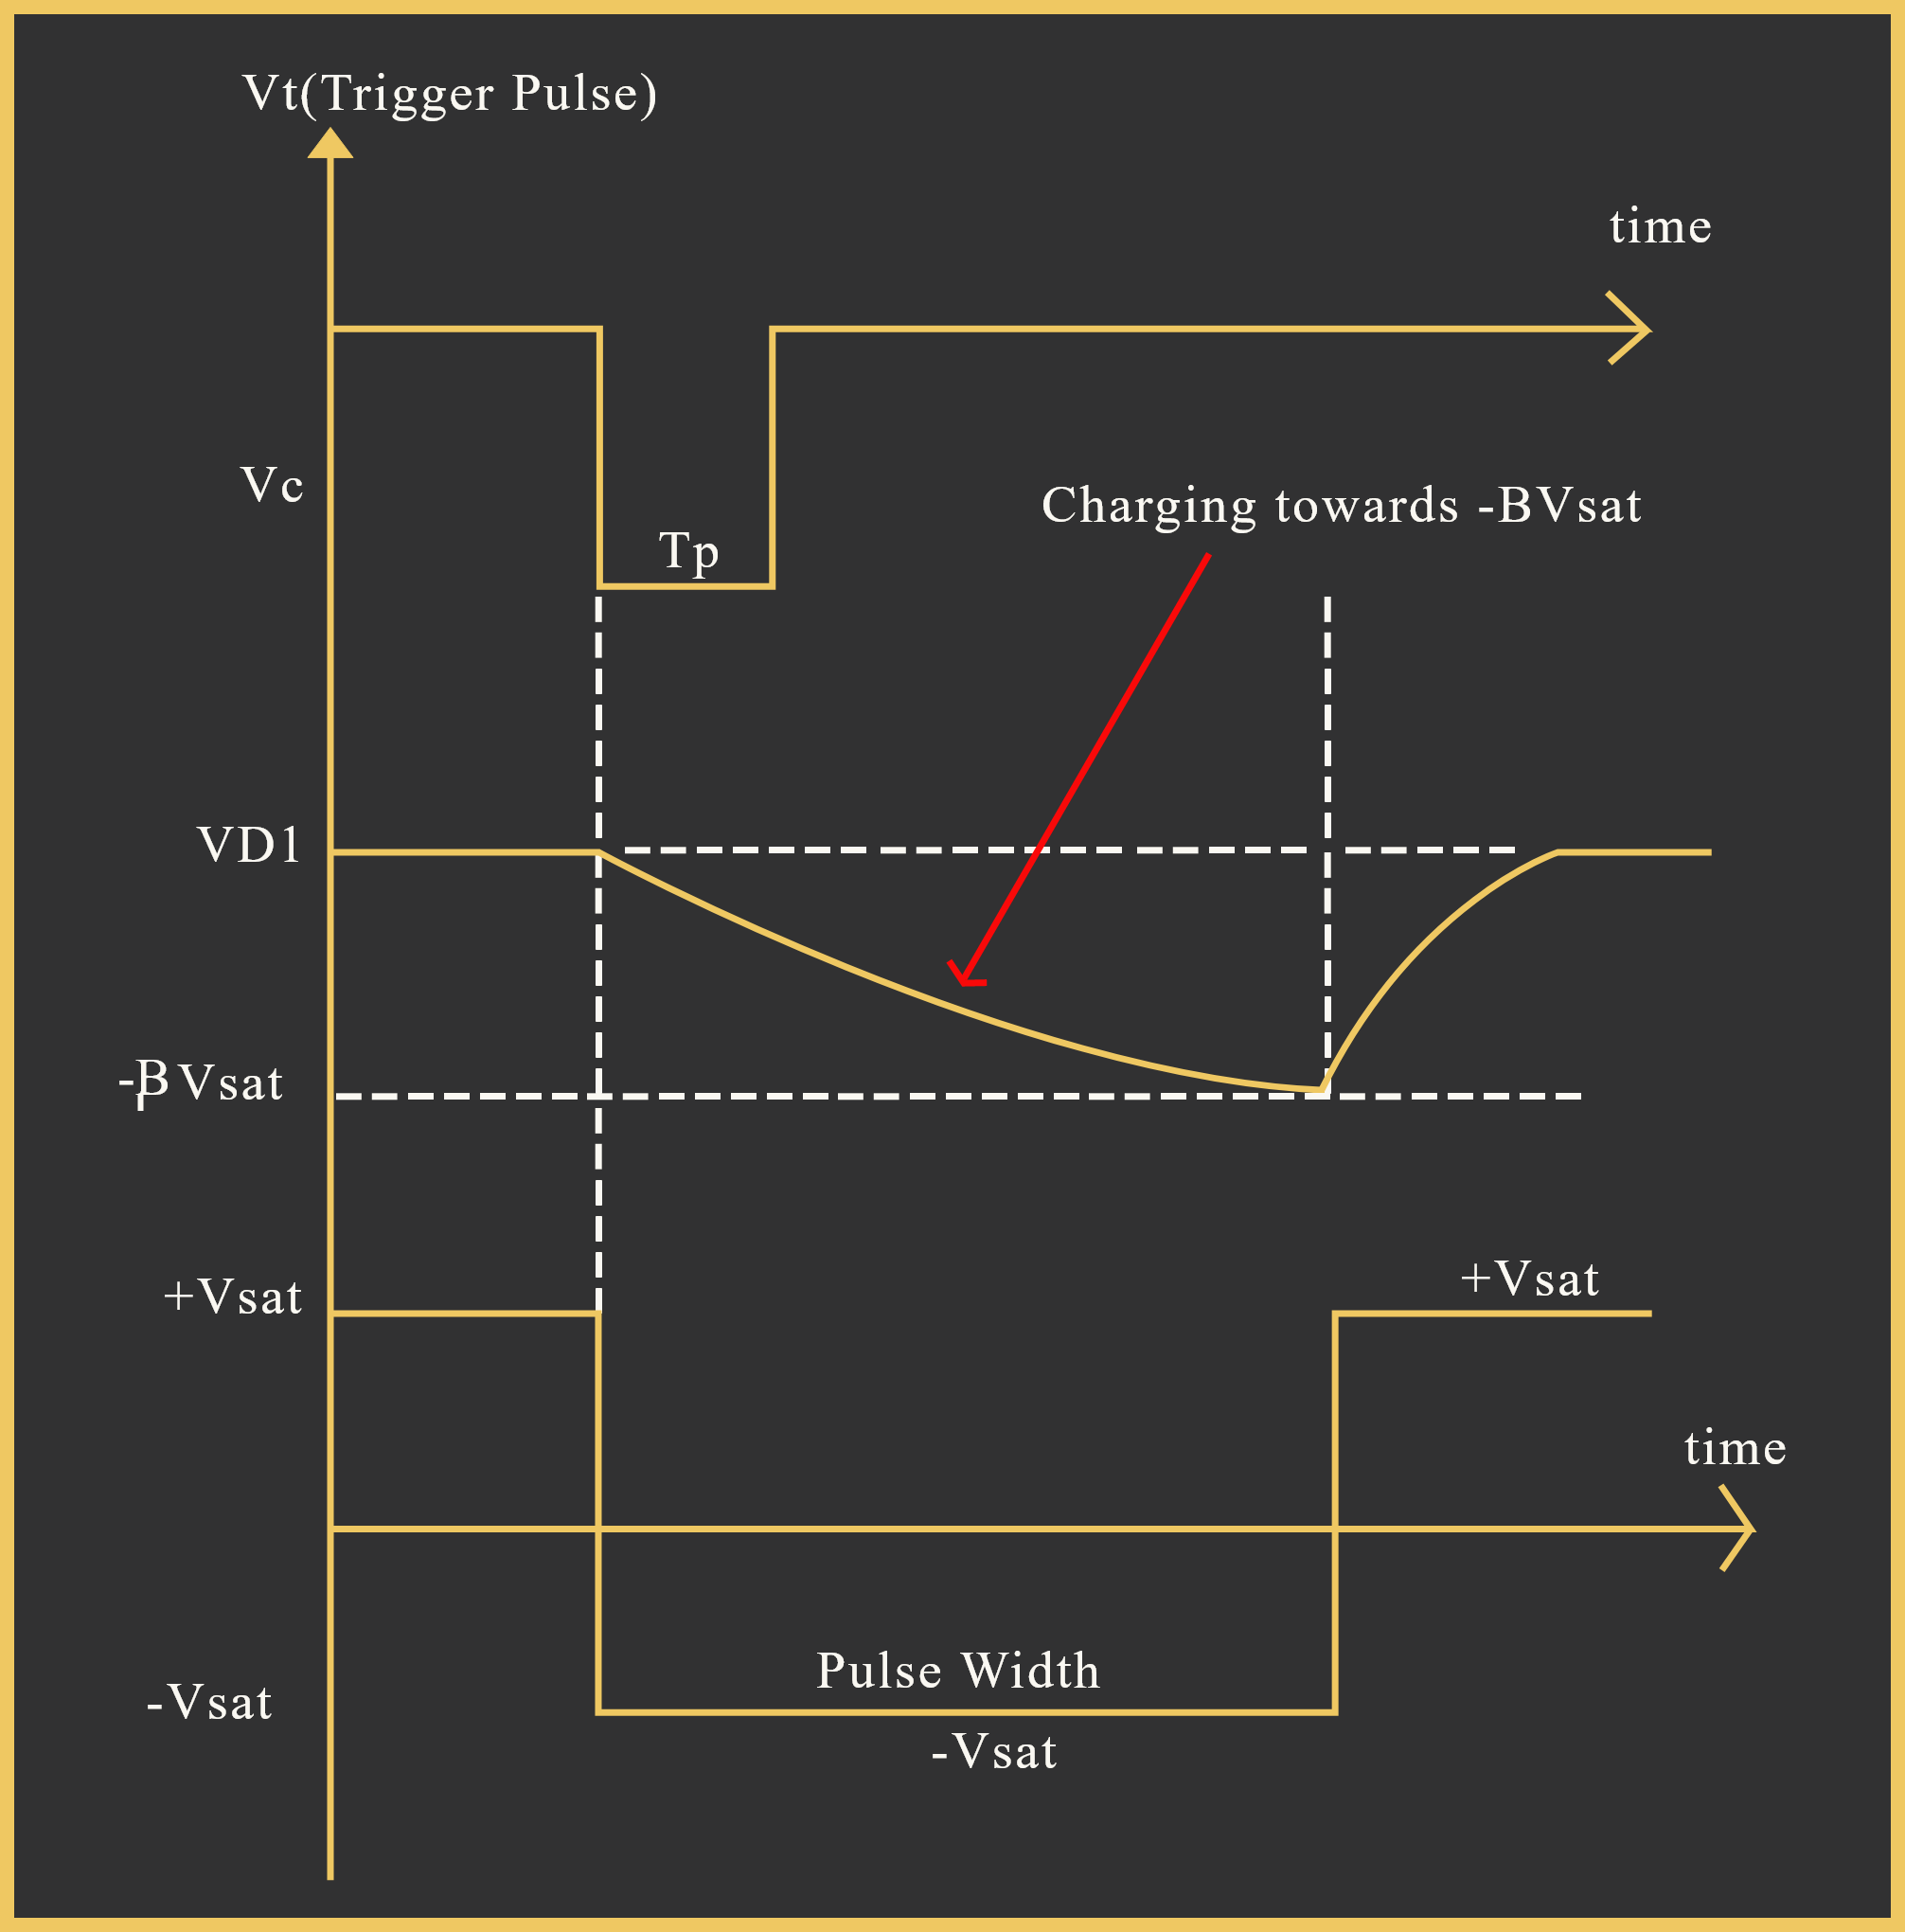 Vt(Trigger Pulse)
time
Vc
Charging towards -BVsat
Tp
VD1
-βVsat
+Vsat
+Vsat
time
Pulse Width
-Vsat
-Vsat